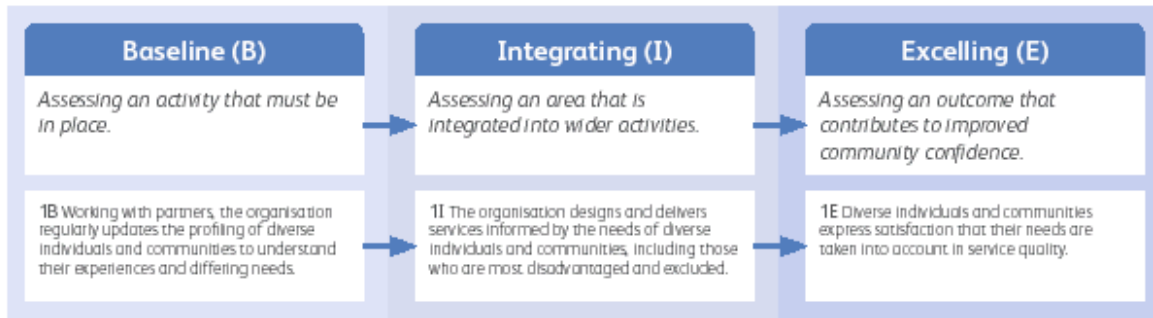 Baseline (B)
Assessing an activity that must be
in place.
1B Working with partners, the organisation
regularly updates the profiling of diverse
individuals and communities to understand
their experiences and differing needs.
Integrating (I)
Assessing an area that is
integrated into wider activities.
1I The organisation designs and delivers
services informed by the needs of diverse
individuals and communities, including those
who are most disadvantaged and excluded.
Excelling (E)
Assessing an outcome that
contributes to improved
community confidence.
1E Diverse individuals and communities
express satisfaction that their needs are
taken into account in service quality.